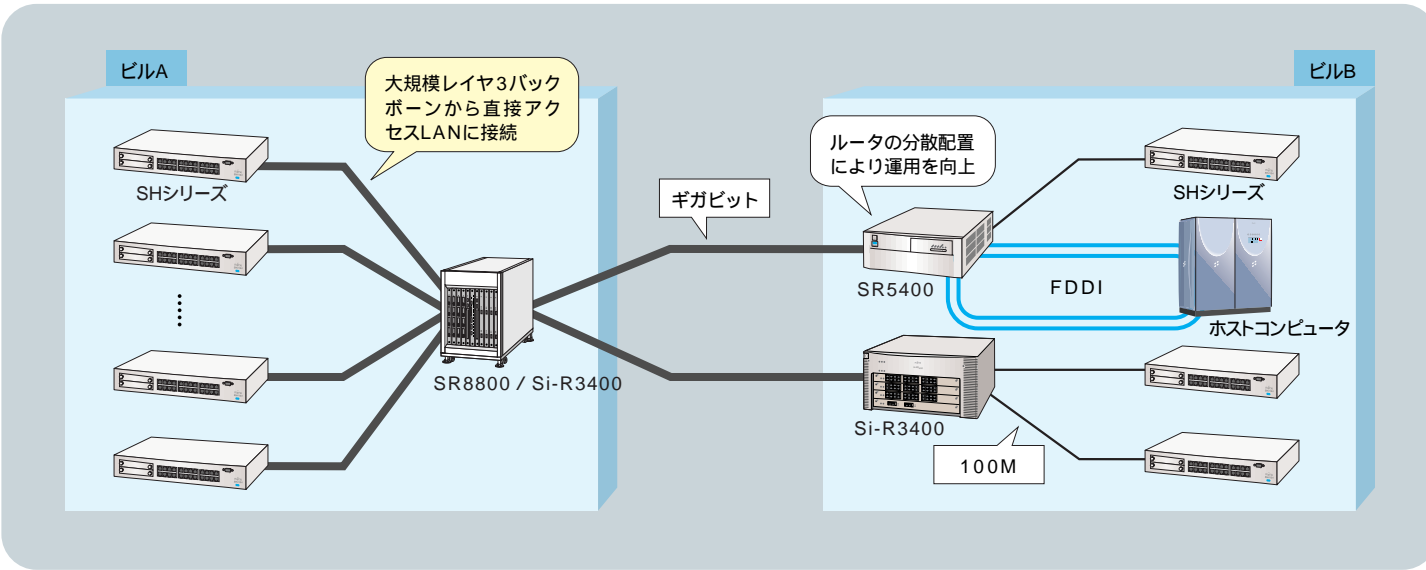 ビルA
大規模レイヤ3バック
ボーンから直接アク
セスLANに接続
SHシリーズ
SR8800 / Si-R3400
ギガビット
ビルB
ルータの分散配置
により運用を向上
SHシリーズ
SR5400
FDDI
ホストコンピュータ
Si-R3400
100M